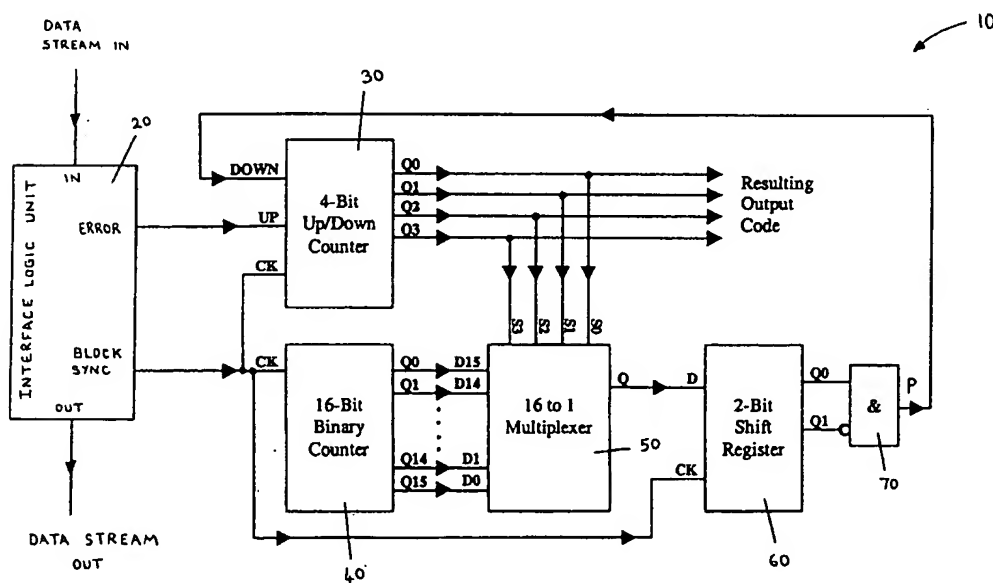 10
DATA
STREAM IN
20
IN
ERROR
INTERFACE LOGIC UNIT
BLOCK
SYNC
OUT
DATA STREAM
OUT
30
DOWN
UP
CK
4-Bit
Up/Down
Counter
Q0
Q1
Q2
Q3
Resulting
Output
Code
S3
S2
S1
S0
CK
16-Bit
Binary
Counter
40
Q0
Q1
Q14
Q15
D15
D14
D1
D0
16 to 1
Multiplexer
50
Q
D
CK
2-Bit
Shift
Register
60
Q0
Q1
&
70
P